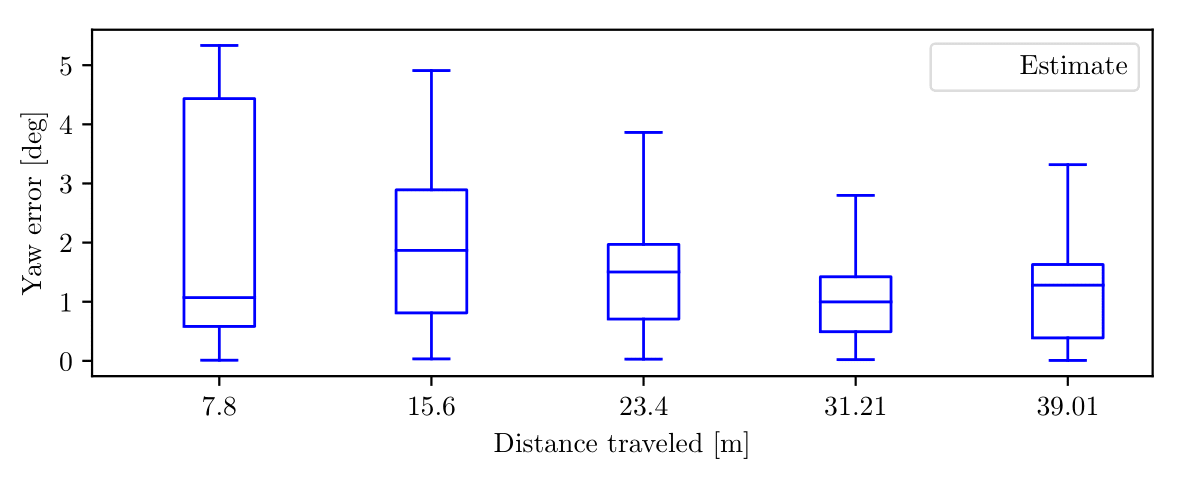 Estimate
Yaw error [deg]
5
4
3
2
1
0
7.8 15.6 23.4 31.21 39.01
Distance traveled [m]